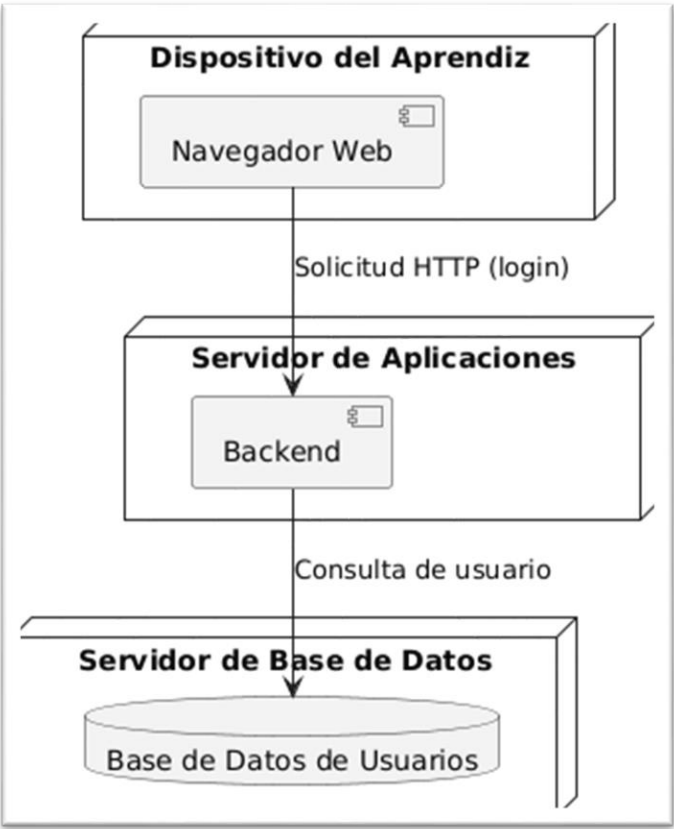 Dispositivo del Aprendiz
Navegador Web
Solicitud HTTP (login)
Servidor de Aplicaciones
Backend
Consulta de usuario
Servidor de Base de Datos
Base de Datos de Usuarios